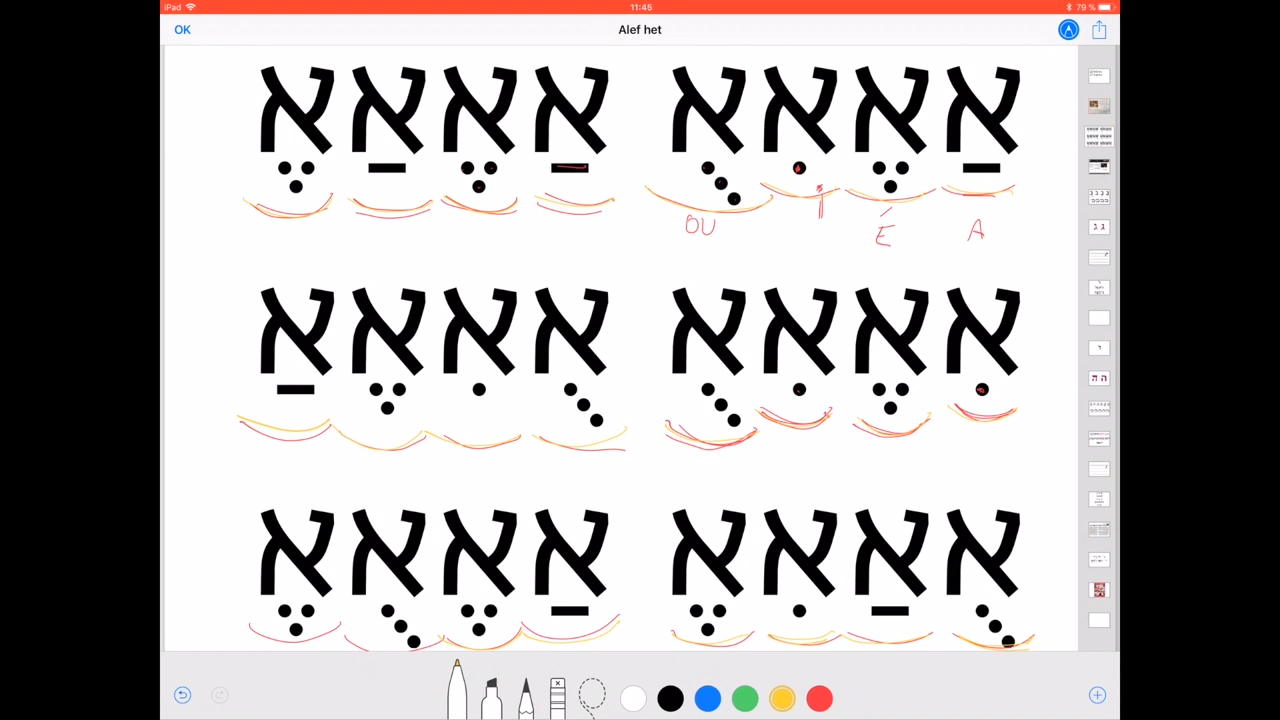 iPad 11:45 79 %
OK Alef het
אַ אֶ אִ אֻ אַ אֶ אַ אֶ
OU I É A
אִ אֶ אִ אֻ אֻ אִ אֶ אַ
אֻ אַ אִ אֶ אַ אֶ אֻ אֶ